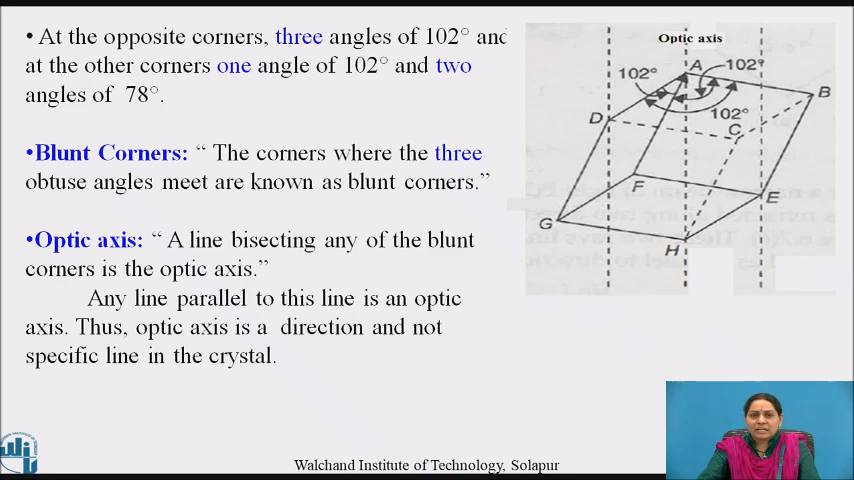 • At the opposite corners, three angles of 102° and
at the other corners one angle of 102° and two
angles of 78°.
•Blunt Corners: “ The corners where the three
obtuse angles meet are known as blunt corners.”
•Optic axis: “ A line bisecting any of the blunt
corners is the optic axis.”
Any line parallel to this line is an optic
axis. Thus, optic axis is a direction and not
specific line in the crystal.
Optic axis
A
102°
102°
B
102°
D
C
F
E
G
H
Walchand Institute of Technology, Solapur